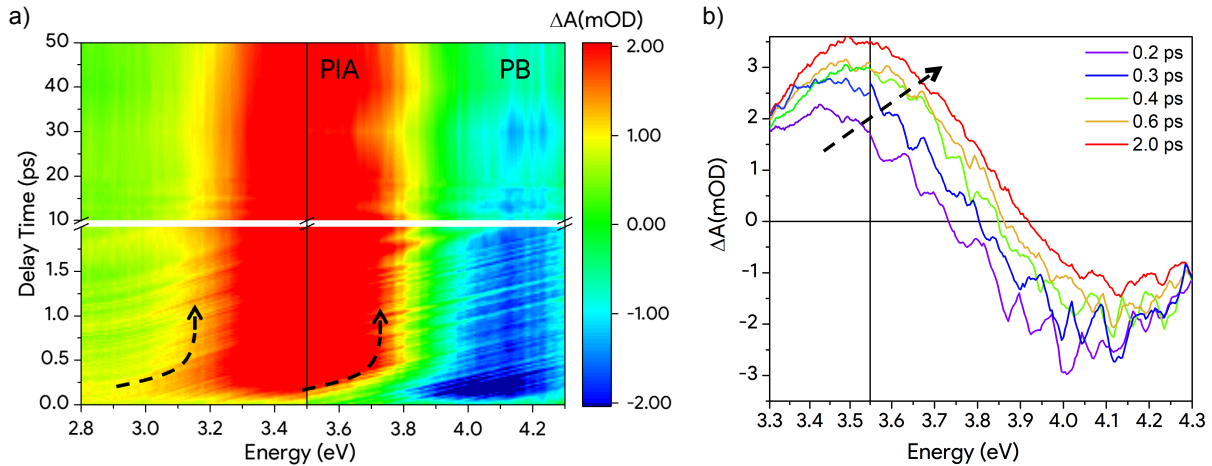 a)
ΔA(mOD)
b)
50
40
30
20
10
1.5
1.0
0.5
0.0
Delay Time (ps)
PIA
PB
2.8 3.0 3.2 3.4 3.6 3.8 4.0 4.2
Energy (eV)
2.00
1.00
0.00
-1.00
-2.00
3
2
1
0
-1
-2
-3
ΔA(mOD)
0.2 ps
0.3 ps
0.4 ps
0.6 ps
2.0 ps
3.3 3.4 3.5 3.6 3.7 3.8 3.9 4.0 4.1 4.2 4.3
Energy (eV)